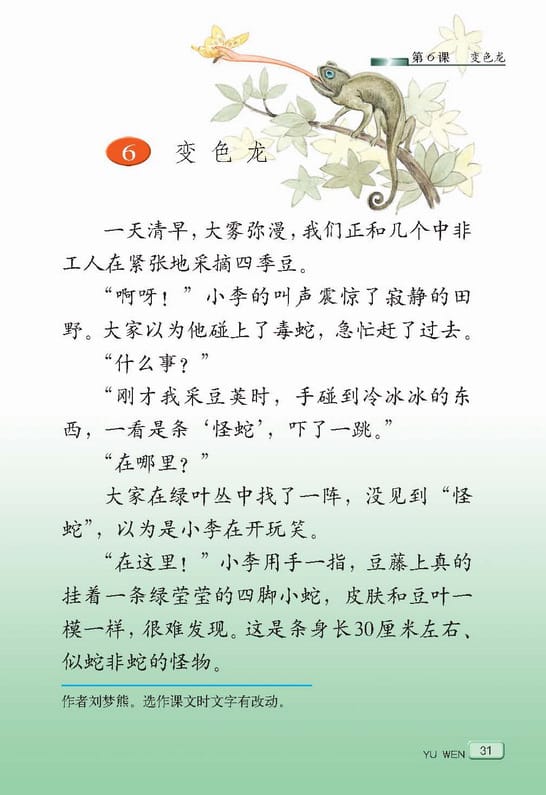 第6课 变色龙
6 变色龙
一天清早，大雾弥漫，我们正和几个中非
工人在紧张地采摘四季豆。
“啊呀！”小李的叫声震惊了寂静的田
野。大家以为他碰上了毒蛇，急忙赶了过去。
“什么事？”
“刚才我采豆荚时，手碰到冷冰冰的东
西，一看是条‘怪蛇’，吓了一跳。”
“在哪里？”
大家在绿叶丛中找了一阵，没见到“怪
蛇”，以为是小李在开玩笑。
“在这里！”小李用手一指，豆藤上真的
挂着一条绿莹莹的四脚小蛇，皮肤和豆叶一
模一样，很难发现。这是条身长30厘米左右、
似蛇非蛇的怪物。
作者刘梦熊。选作课文时文字有改动。
YU WEN 31